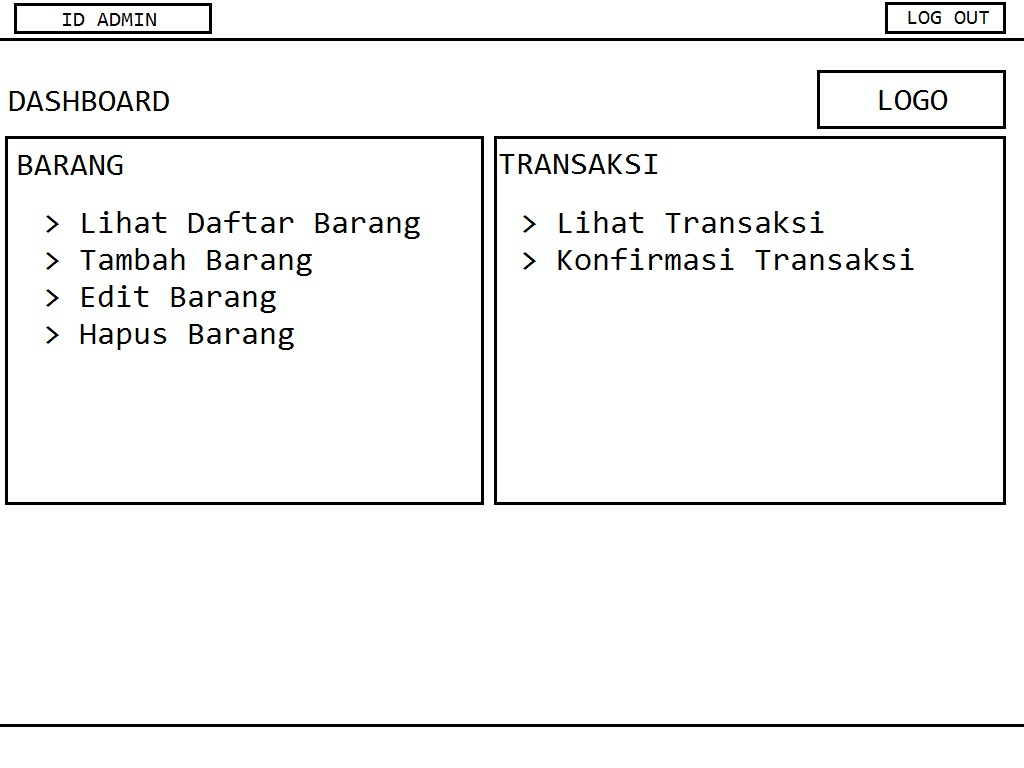 ID ADMIN
LOG OUT
DASHBOARD
LOGO
BARANG
> Lihat Daftar Barang
> Tambah Barang
> Edit Barang
> Hapus Barang
TRANSAKSI
> Lihat Transaksi
> Konfirmasi Transaksi